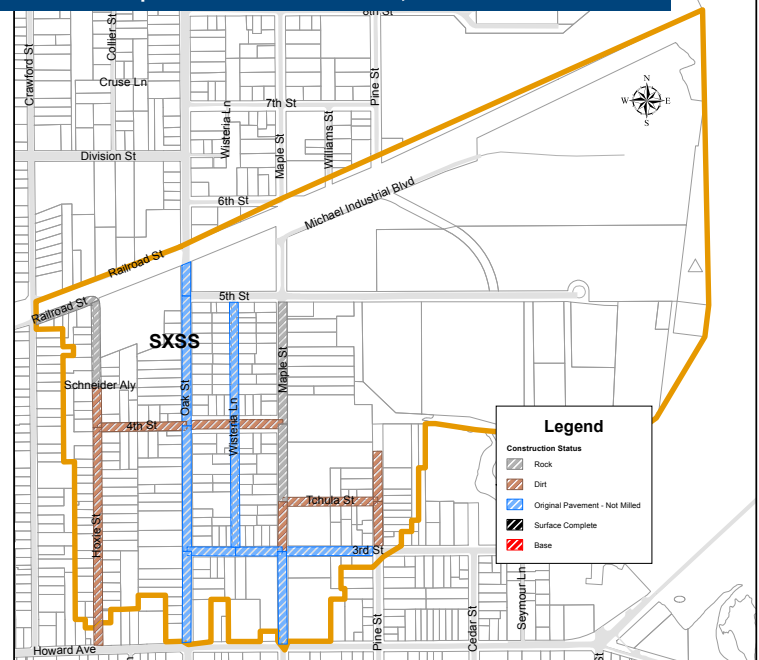 8th St
Crawford St
Collier St
Cruse Ln
Pine St
7th St
Wisteria Ln
Maple St
Williams St
N
W
E
S
Division St
6th St
Michael Industrial Blvd
Railroad St
Railroad St
5th St
SXSS
Maple St
Schneider Aly
Oak St
Wisteria Ln
4th St
Tchula St
Hoxie St
3rd St
Howard Ave
Pine St
Cedar St
Seymour Ln
St
Legend
Construction Status
Rock
Dirt
Original Pavement - Not Milled
Surface Complete
Base